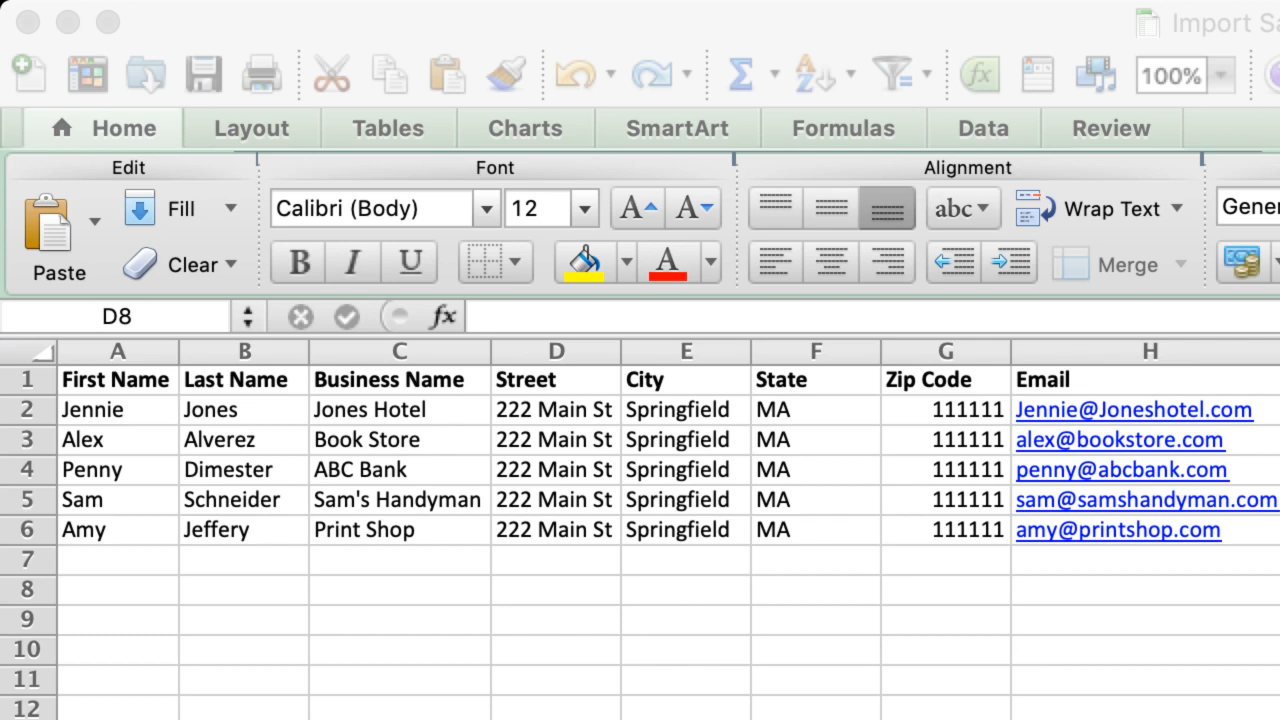 Import Sa
100%
Home Layout Tables Charts SmartArt Formulas Data Review
Edit Font Alignment
Fill Calibri (Body) 12 A A abc Wrap Text Gener
Paste Clear B I U A Merge
D8 fx
A B C D E F G H
1 First Name Last Name Business Name Street City State Zip Code Email
2 Jennie Jones Jones Hotel 222 Main St Springfield MA 111111 Jennie@Joneshotel.com
3 Alex Alverez Book Store 222 Main St Springfield MA 111111 alex@bookstore.com
4 Penny Dimester ABC Bank 222 Main St Springfield MA 111111 penny@abcbank.com
5 Sam Schneider Sam's Handyman 222 Main St Springfield MA 111111 sam@samshandyman.com
6 Amy Jeffery Print Shop 222 Main St Springfield MA 111111 amy@printshop.com
7
8
9
10
11
12